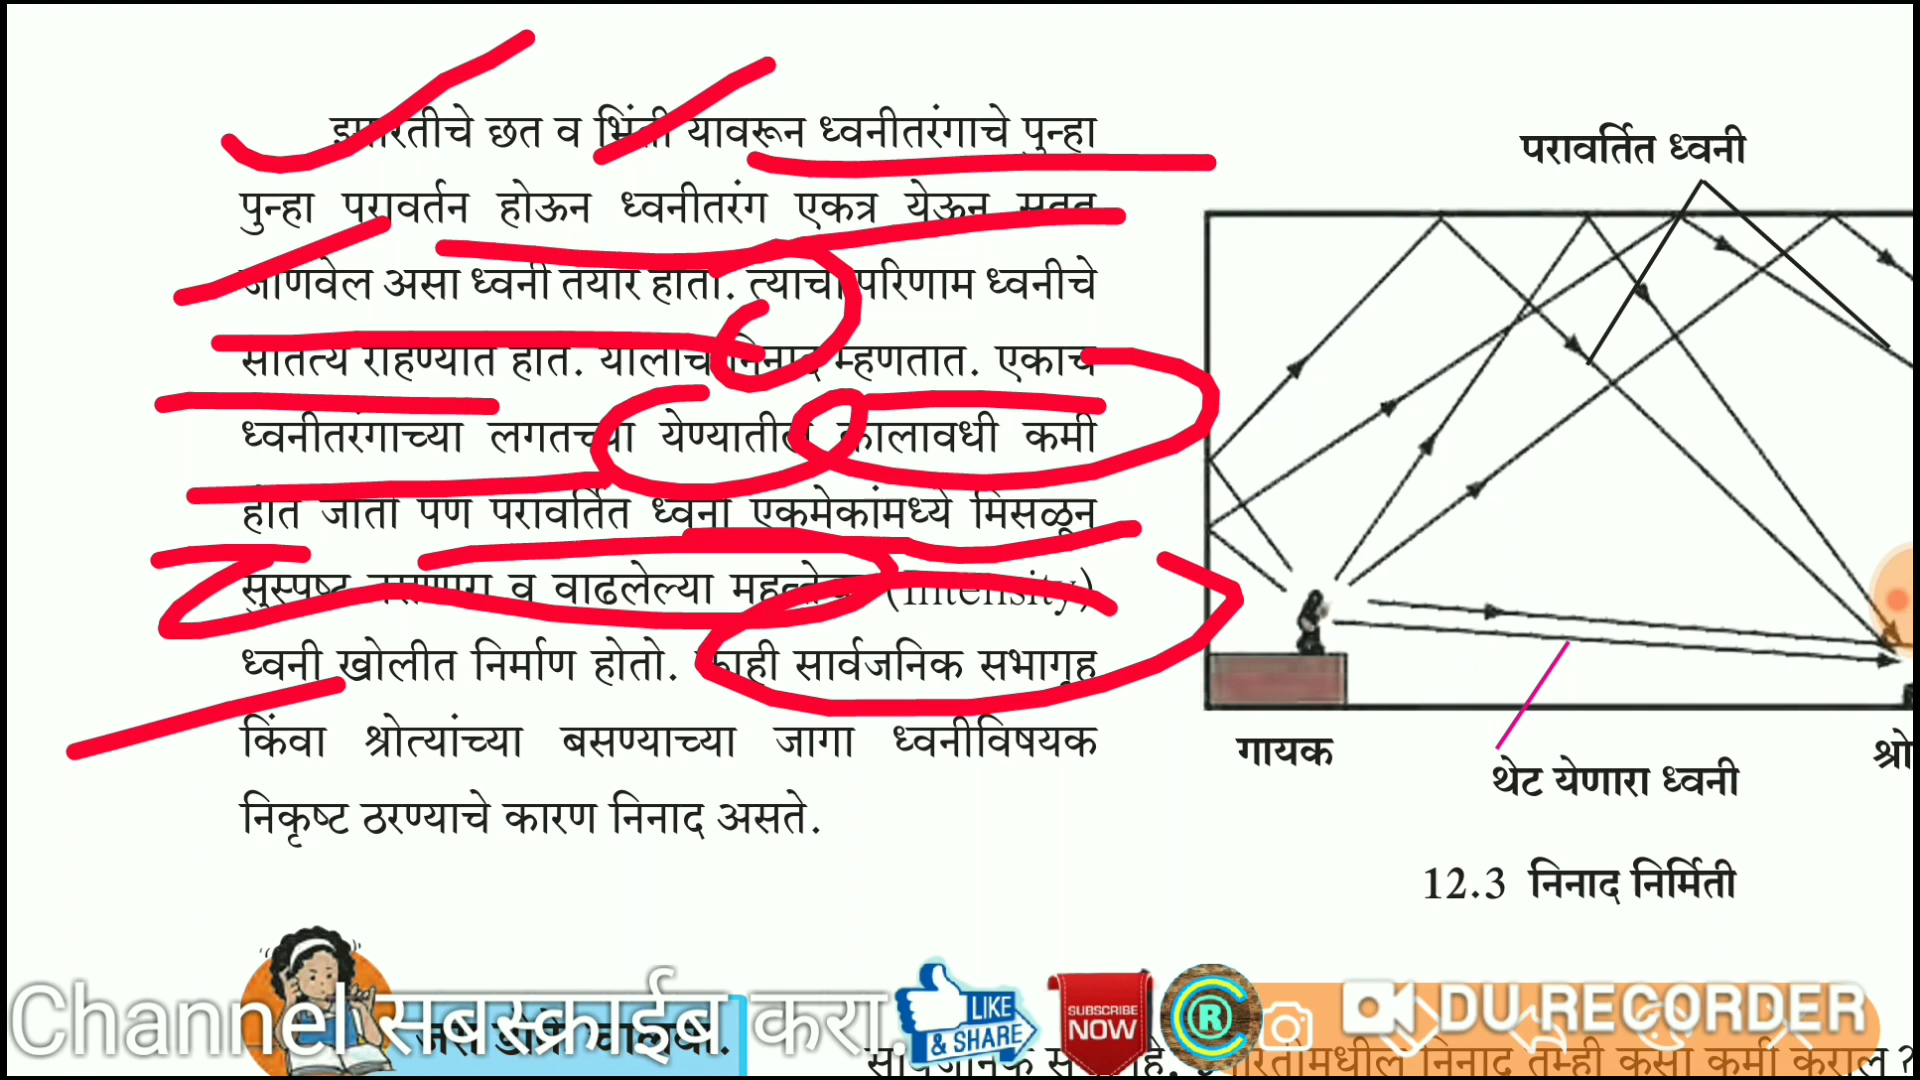 इमारतीचे छत व भिंती यावरून ध्वनीतरंगाचे पुन्हा
पुन्हा परावर्तन होऊन ध्वनीतरंग एकत्र येऊन सतत
जाणवेल असा ध्वनी तयार होतो. त्याचा परिणाम ध्वनीचे
सातत्य राहण्यात होते. यालाच निनाद म्हणतात. एकाच
ध्वनीतरंगाच्या लगतच्या येण्यातील कालावधी कमी
होत जातो पण परावर्तित ध्वनी एकमेकांमध्ये मिसळून
सुस्पष्ट नसणारा व वाढलेल्या महत्तेचा (Intensity)
ध्वनी खोलीत निर्माण होतो. काही सार्वजनिक सभागृह
किंवा श्रोत्यांच्या बसण्याच्या जागा ध्वनीविषयक
निकृष्ट ठरण्याचे कारण निनाद असते.
परावर्तित ध्वनी
गायक
श्रो
थेट येणारा ध्वनी
12.3 निनाद निर्मिती
Channel सबस्क्राईब करा.
LIKE
& SHARE
SUBSCRIBE
NOW
R
DU RECORDER
निनाद तुम्ही कसा कमी कराल ?